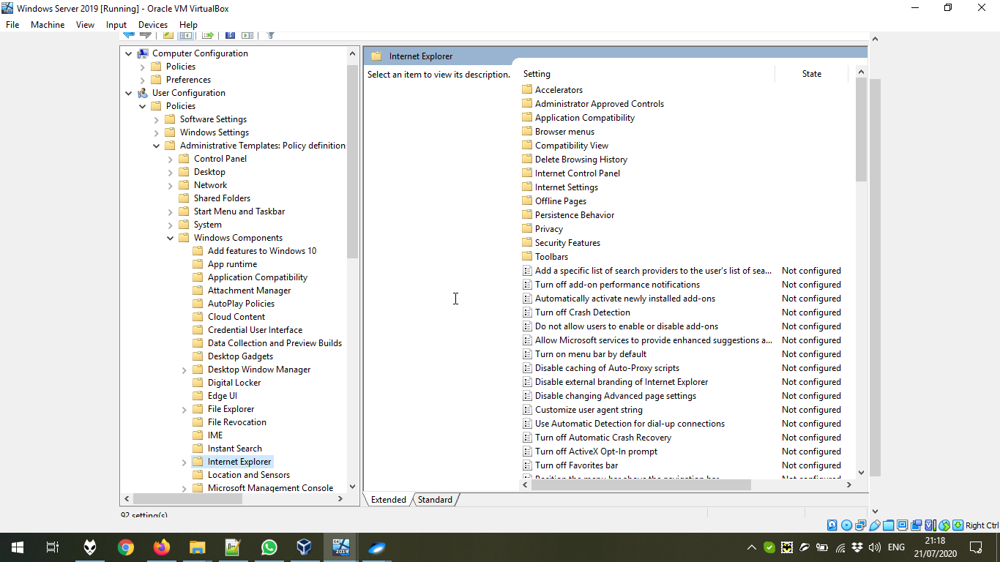 Windows Server 2019 [Running] - Oracle VM VirtualBox
File Machine View Input Devices Help
Computer Configuration
Policies
Preferences
User Configuration
Policies
Software Settings
Windows Settings
Administrative Templates: Policy definition
Control Panel
Desktop
Network
Shared Folders
Start Menu and Taskbar
System
Windows Components
Add features to Windows 10
App runtime
Application Compatibility
Attachment Manager
AutoPlay Policies
Cloud Content
Credential User Interface
Data Collection and Preview Builds
Desktop Gadgets
Desktop Window Manager
Digital Locker
Edge UI
File Explorer
File Revocation
IME
Instant Search
Internet Explorer
Location and Sensors
Microsoft Management Console
Internet Explorer
Select an item to view its description.
Setting State
Accelerators
Administrator Approved Controls
Application Compatibility
Browser menus
Compatibility View
Delete Browsing History
Internet Control Panel
Internet Settings
Offline Pages
Persistence Behavior
Privacy
Security Features
Toolbars
Add a specific list of search providers to the user's list of sea... Not configured
Turn off add-on performance notifications Not configured
Automatically activate newly installed add-ons Not configured
Turn off Crash Detection Not configured
Do not allow users to enable or disable add-ons Not configured
Allow Microsoft services to provide enhanced suggestions a... Not configured
Turn on menu bar by default Not configured
Disable caching of Auto-Proxy scripts Not configured
Disable external branding of Internet Explorer Not configured
Disable changing Advanced page settings Not configured
Customize user agent string Not configured
Use Automatic Detection for dial-up connections Not configured
Turn off Automatic Crash Recovery Not configured
Turn off ActiveX Opt-In prompt Not configured
Turn off Favorites bar Not configured
Position the menu bar above the navigation bar Not configured
Extended Standard
92 setting(s)
Right Ctrl
2019
ENG
21:18
21/07/2020